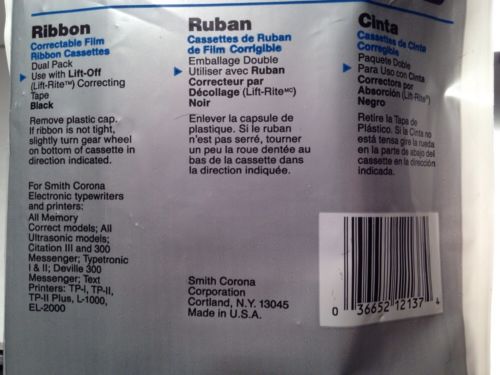 Ribbon
Correctable Film
Ribbon Cassettes
Dual Pack
Use with Lift-Off
(Lift-Rite™) Correcting
Tape
Black
Remove plastic cap.
If ribbon is not tight,
slightly turn gear wheel
on bottom of cassette in
direction indicated.
For Smith Corona
Electronic typewriters
and printers:
All Memory
Correct models; All
Ultrasonic models;
Citation III and 300
Messenger; Typetronic
I & II; Deville 300
Messenger; Text
Printers: TP-I, TP-II,
TP-II Plus, L-1000,
EL-2000
Ruban
Cassettes de Ruban
de Film Corrigible
Emballage Double
Utiliser avec Ruban
Correcteur par
Décollage (Lift-Rite MC)
Noir
Enlever la capsule de
plastique. Si le ruban
n'est pas serré, tourner
un peu la roue dentée au
bas de la cassette dans
la direction indiquée.
Smith Corona
Corporation
Cortland, N.Y. 13045
Made in U.S.A.
Cinta
Cassettes de Cinta
Corregible
Paquete Doble
Para Uso con Cinta
Correctora por
Absorción (Lift-Rite®)
Negro
Retire la Tapa de
Plástico. Si la Cinta no
está tensa gire la rueda
en la parte de abajo del
cassette en la dirección
indicada.
0 36652 12137 4